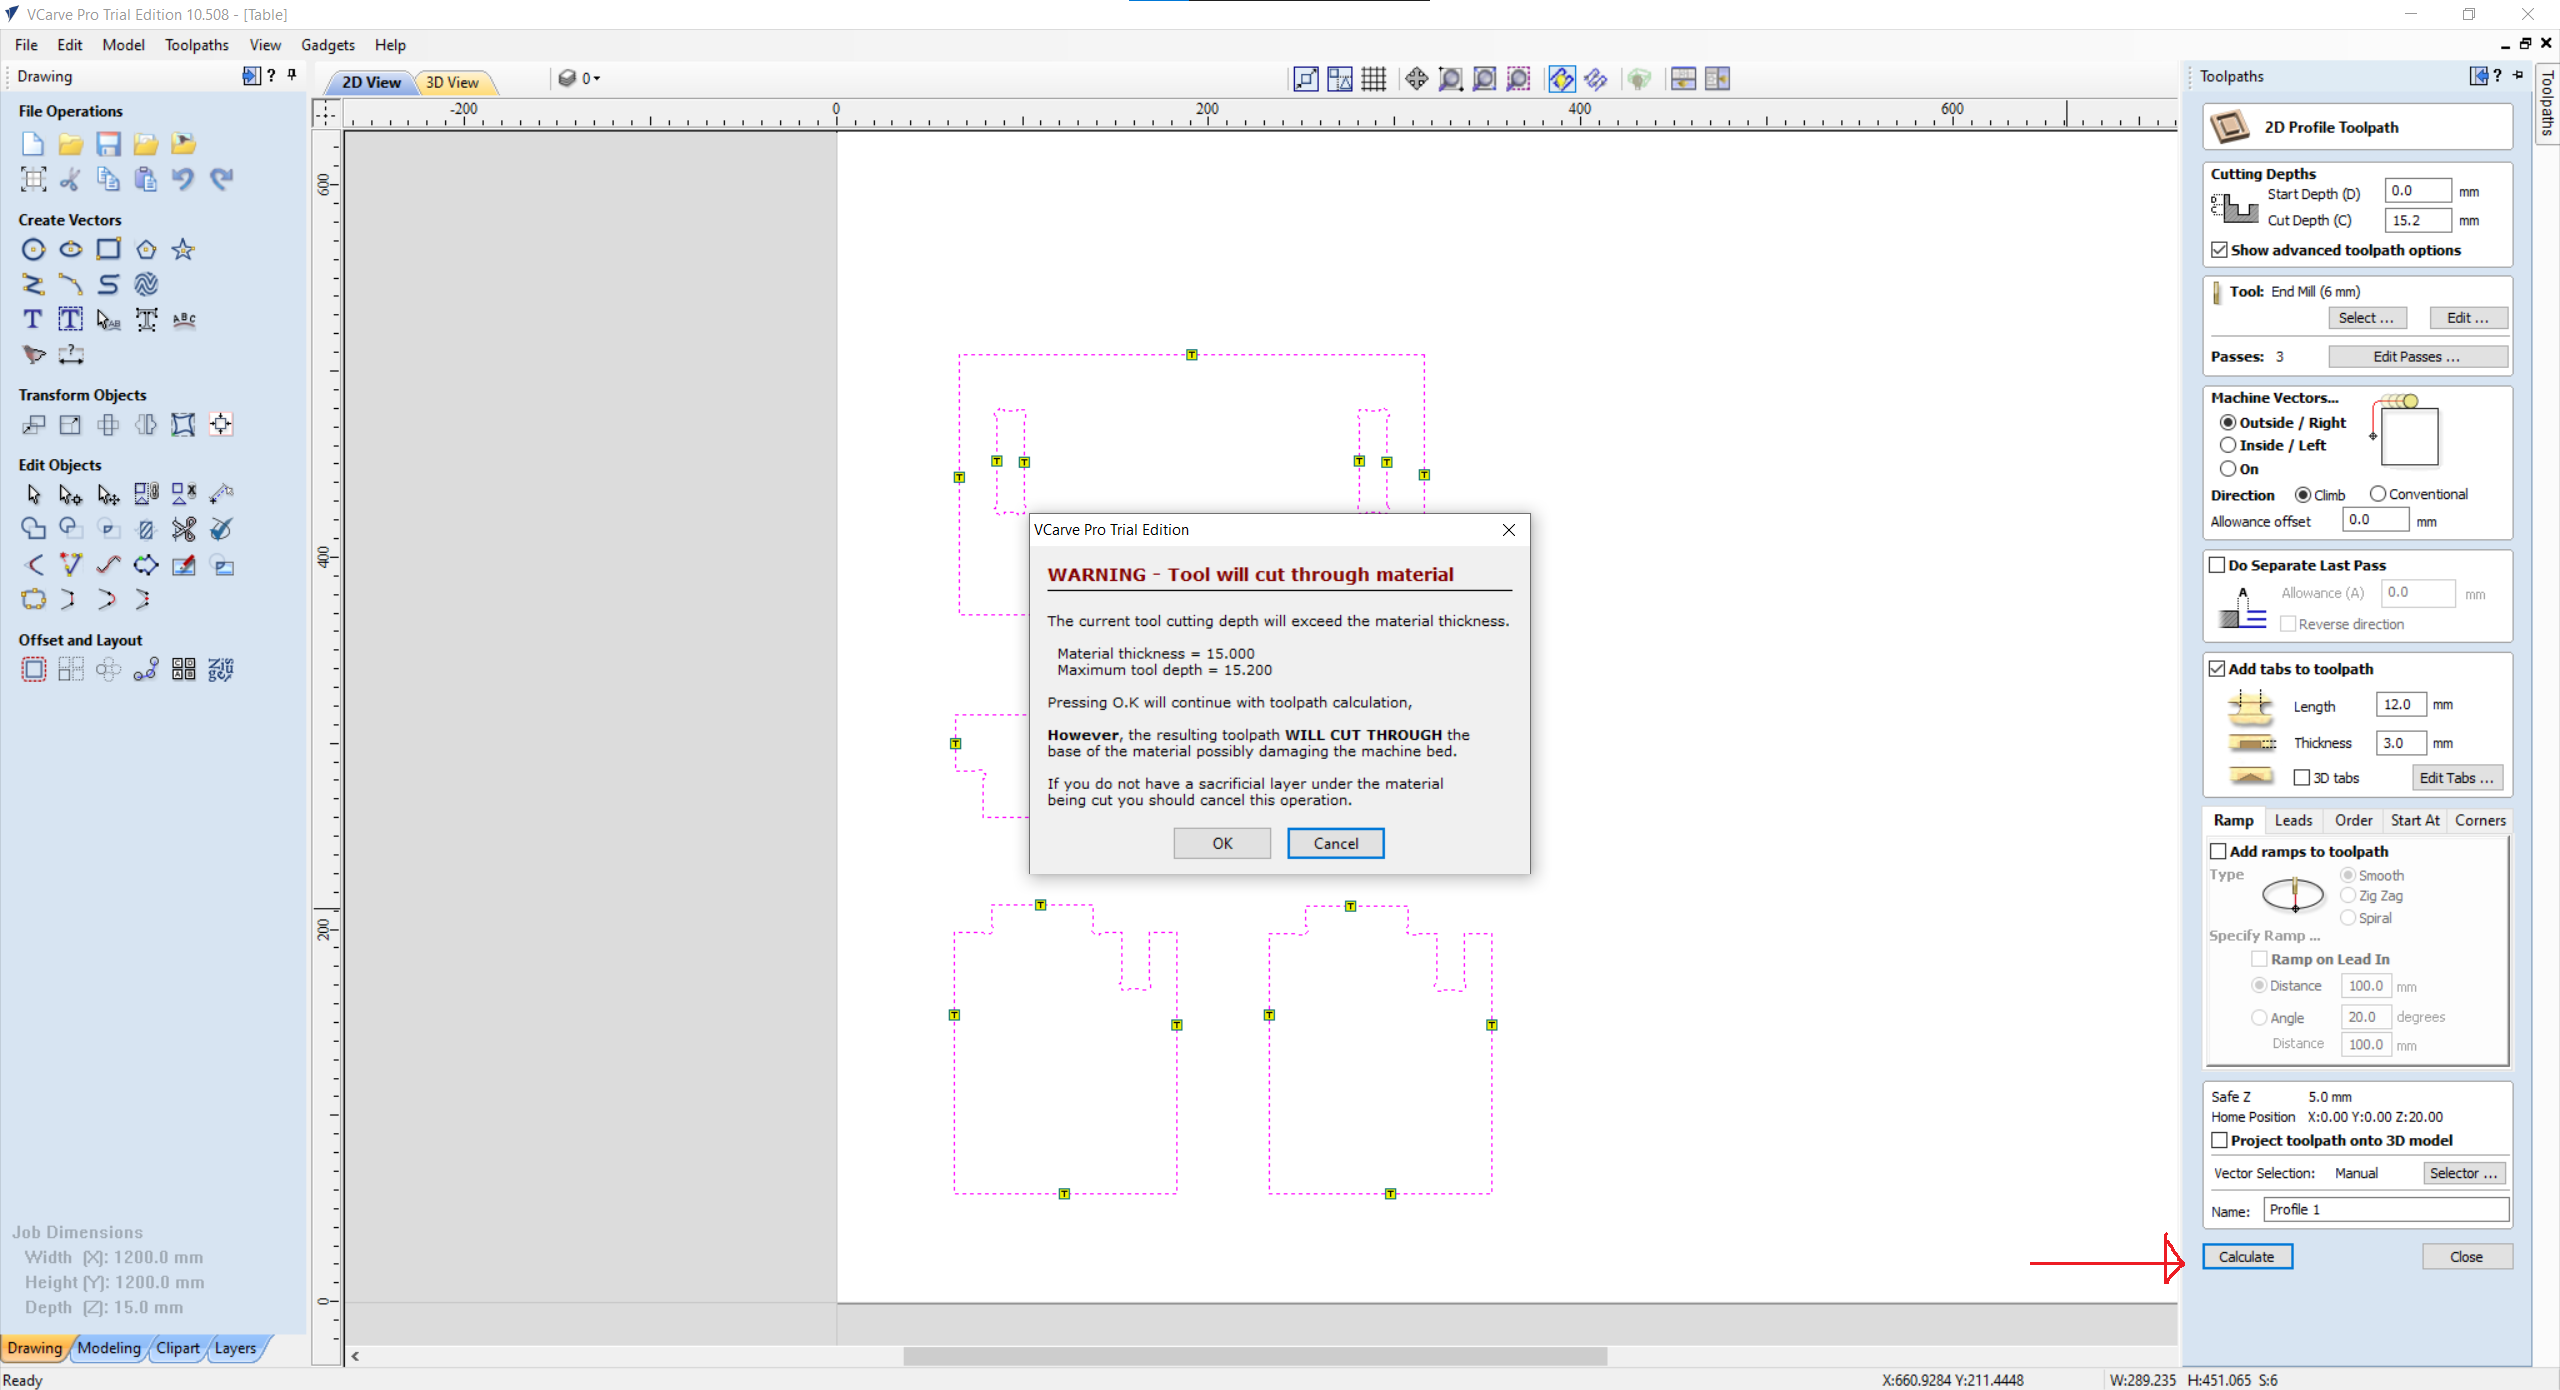 VCarve Pro Trial Edition 10.508 - [Table]
File Edit Model Toolpaths View Gadgets Help
Drawing
File Operations
Create Vectors
Transform Objects
Edit Objects
Offset and Layout
Job Dimensions
Width (X): 1200.0 mm
Height (Y): 1200.0 mm
Depth (Z): 15.0 mm
Drawing Modeling Clipart Layers
Ready
2D View 3D View 0
-200 0 200 400 600
600
400
200
0
VCarve Pro Trial Edition
WARNING - Tool will cut through material
The current tool cutting depth will exceed the material thickness.
Material thickness = 15.000
Maximum tool depth = 15.200
Pressing O.K will continue with toolpath calculation,
However, the resulting toolpath WILL CUT THROUGH the
base of the material possibly damaging the machine bed.
If you do not have a sacrificial layer under the material
being cut you should cancel this operation.
OK Cancel
Toolpaths
Toolpaths
2D Profile Toolpath
Cutting Depths
Start Depth (D) 0.0 mm
Cut Depth (C) 15.2 mm
Show advanced toolpath options
Tool: End Mill (6 mm)
Select ... Edit ...
Passes: 3 Edit Passes ...
Machine Vectors...
Outside / Right
Inside / Left
On
Direction Climb Conventional
Allowance offset 0.0 mm
Do Separate Last Pass
A Allowance (A) 0.0 mm
Reverse direction
Add tabs to toolpath
Length 12.0 mm
Thickness 3.0 mm
3D tabs Edit Tabs ...
Ramp Leads Order Start At Corners
Add ramps to toolpath
Type Smooth
Zig Zag
Spiral
Specify Ramp ...
Ramp on Lead In
Distance 100.0 mm
Angle 20.0 degrees
Distance 100.0 mm
Safe Z 5.0 mm
Home Position X:0.00 Y:0.00 Z:20.00
Project toolpath onto 3D model
Vector Selection: Manual Selector ...
Name: Profile 1
Calculate Close
X:660.9284 Y:211.4448 W:289.235 H:451.065 S:6